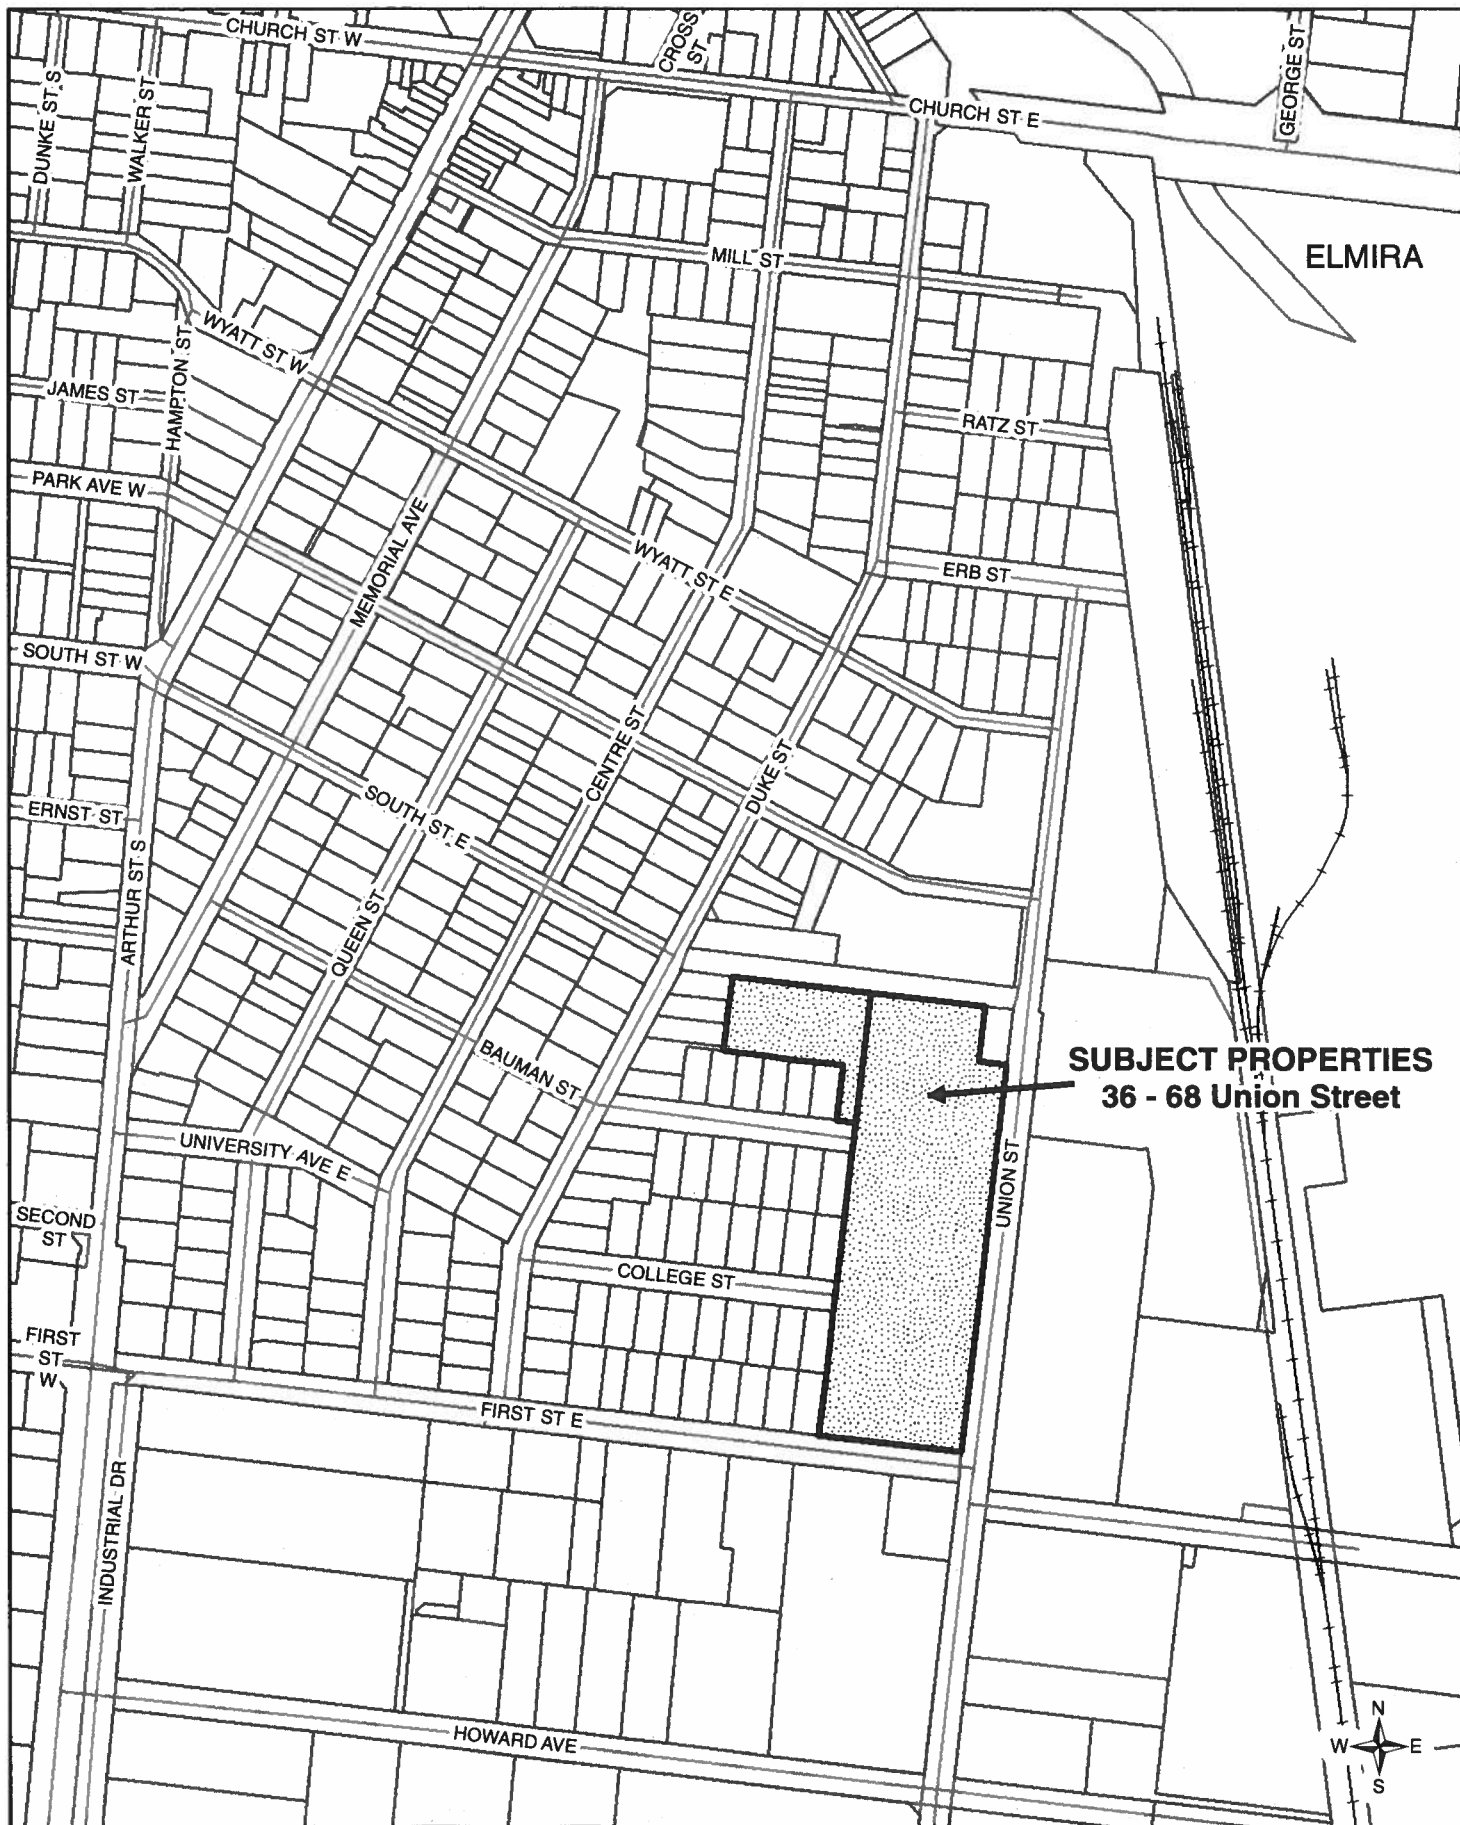 CHURCH ST W
CROSS
ST
GEORGE ST
CHURCH ST E
DUNKE ST S
WALKER ST
MILL ST
ELMIRA
WYATT ST W
HAMPTON ST
JAMES ST
RATZ ST
PARK AVE W
MEMORIAL AVE
WYATT ST E
ERB ST
SOUTH ST W
CENTRE ST
DUKE ST
SOUTH ST E
ERNST ST
ARTHUR ST S
QUEEN ST
BAUMAN ST
SUBJECT PROPERTIES
36 - 68 Union Street
UNIVERSITY AVE E
UNION ST
SECOND
ST
COLLEGE ST
FIRST
ST
W
FIRST ST E
INDUSTRIAL DR
HOWARD AVE
N
W
E
S